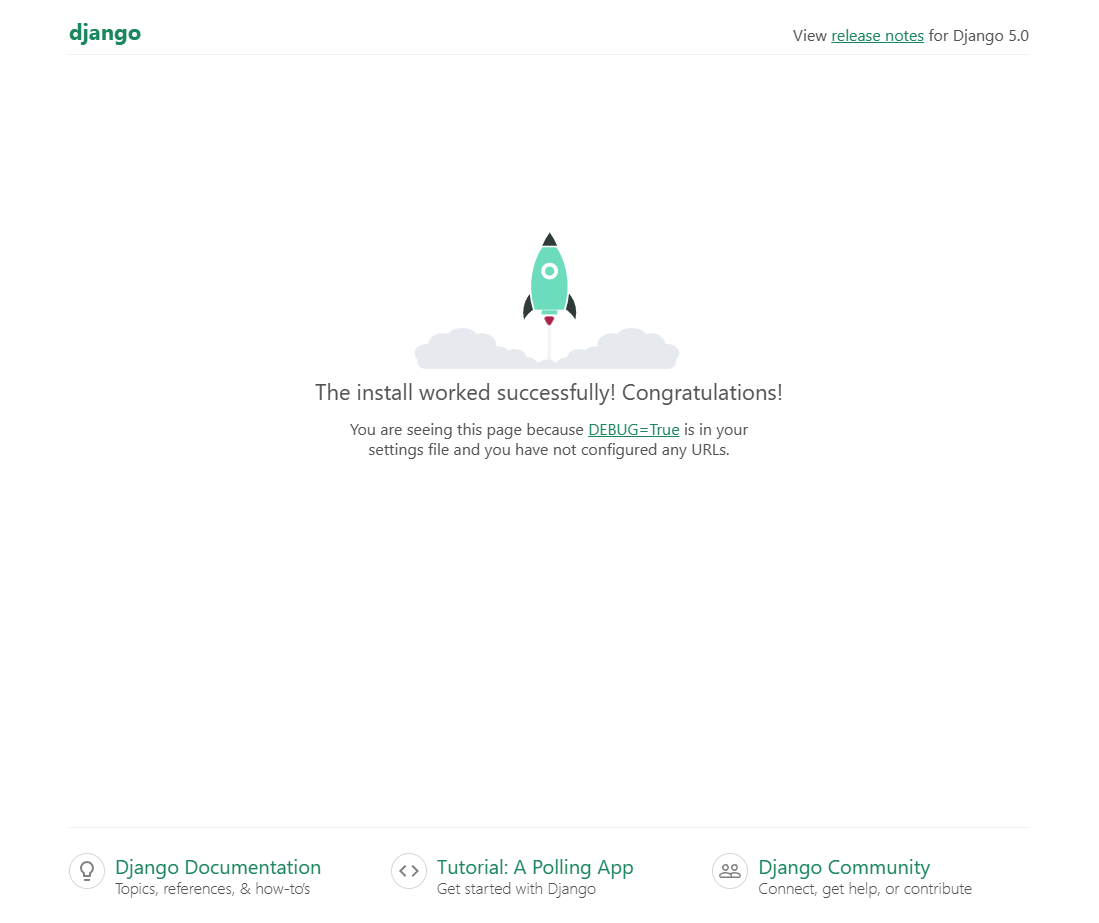 django
View release notes for Django 5.0
The install worked successfully! Congratulations!
You are seeing this page because DEBUG=True is in your
settings file and you have not configured any URLs.
Django Documentation
Topics, references, & how-to’s
Tutorial: A Polling App
Get started with Django
Django Community
Connect, get help, or contribute